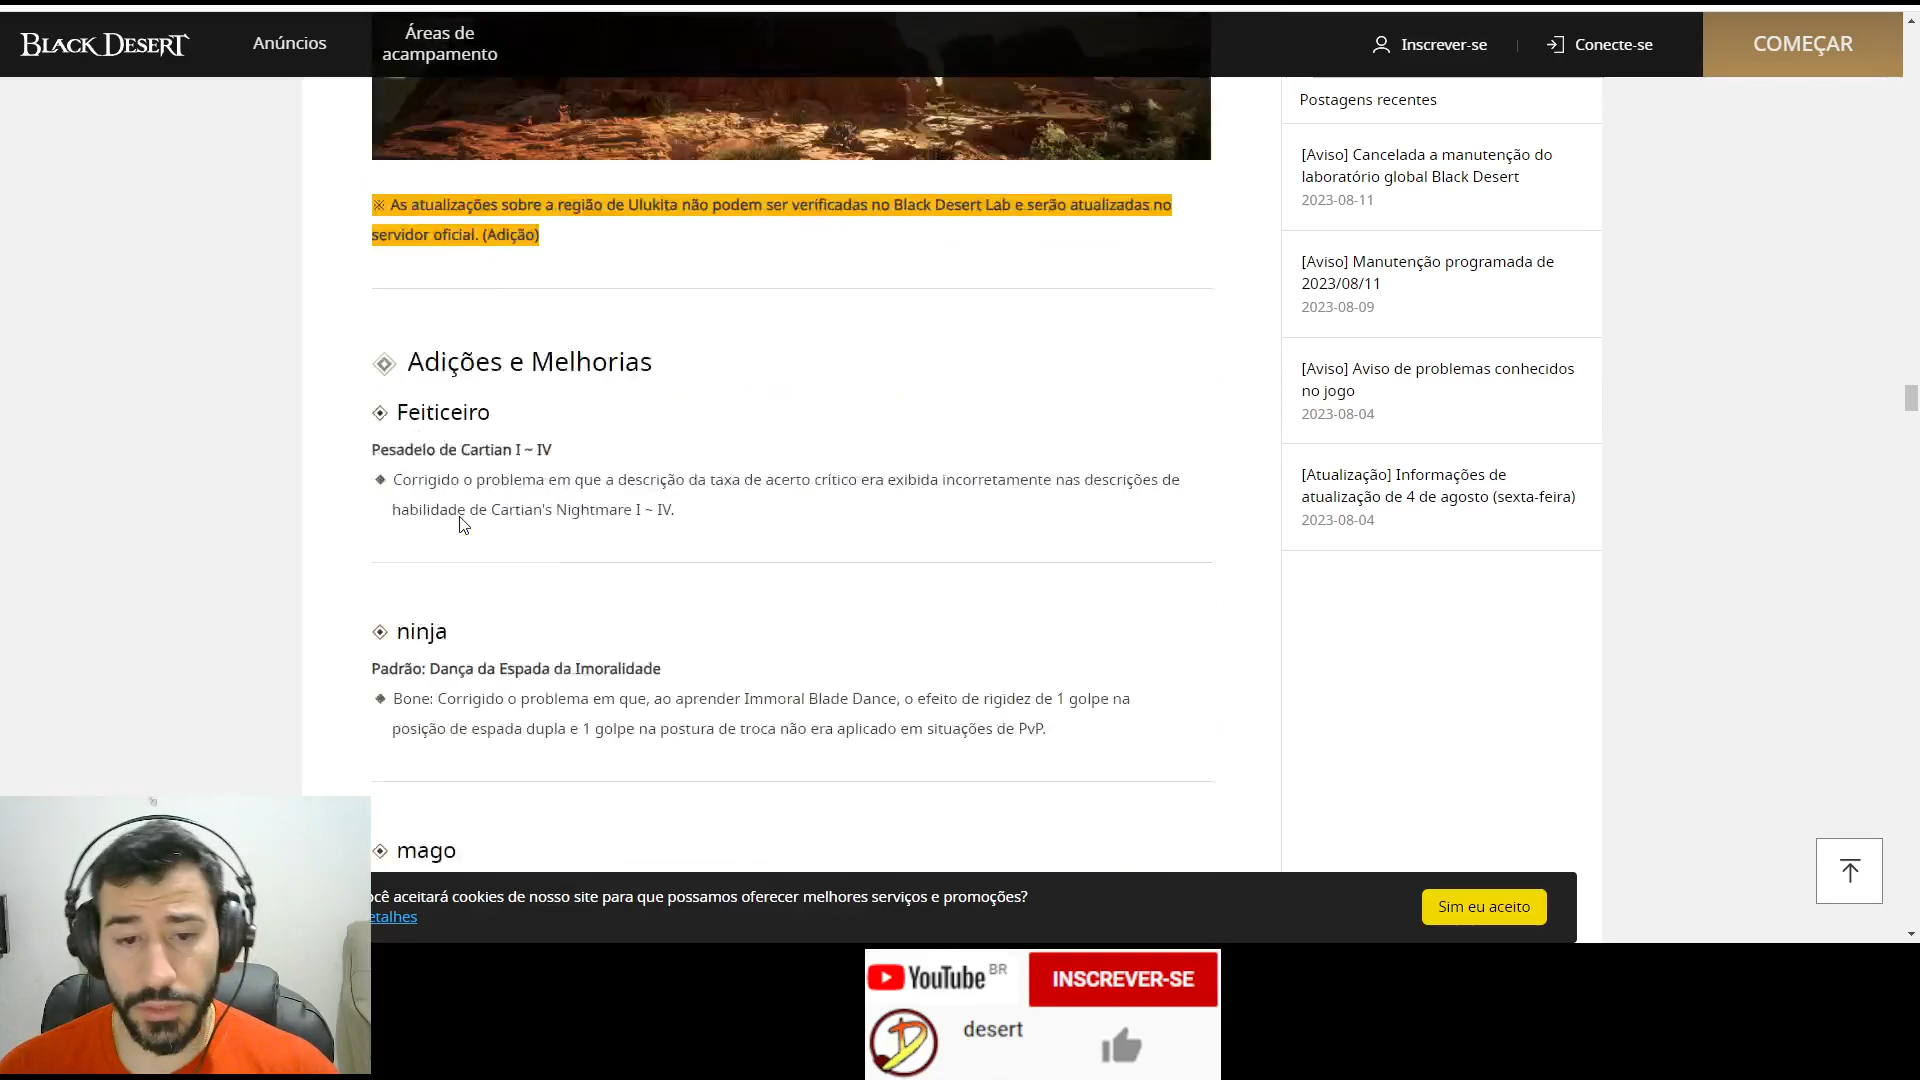 BLACK DESERT
Anúncios
Áreas de
acampamento
Inscrever-se
Conecte-se
COMEÇAR
※ As atualizações sobre a região de Ulukita não podem ser verificadas no Black Desert Lab e serão atualizadas no
servidor oficial. (Adição)
Adições e Melhorias
Feiticeiro
Pesadelo de Cartian I ~ IV
Corrigido o problema em que a descrição da taxa de acerto crítico era exibida incorretamente nas descrições de
habilidade de Cartian's Nightmare I ~ IV.
ninja
Padrão: Dança da Espada da Imoralidade
Bone: Corrigido o problema em que, ao aprender Immoral Blade Dance, o efeito de rigidez de 1 golpe na
posição de espada dupla e 1 golpe na postura de troca não era aplicado em situações de PvP.
mago
Postagens recentes
[Aviso] Cancelada a manutenção do
laboratório global Black Desert
2023-08-11
[Aviso] Manutenção programada de
2023/08/11
2023-08-09
[Aviso] Aviso de problemas conhecidos
no jogo
2023-08-04
[Atualização] Informações de
atualização de 4 de agosto (sexta-feira)
2023-08-04
ocê aceitará cookies de nosso site para que possamos oferecer melhores serviços e promoções?
etalhes
Sim eu aceito
YouTube BR
INSCREVER-SE
D
desert